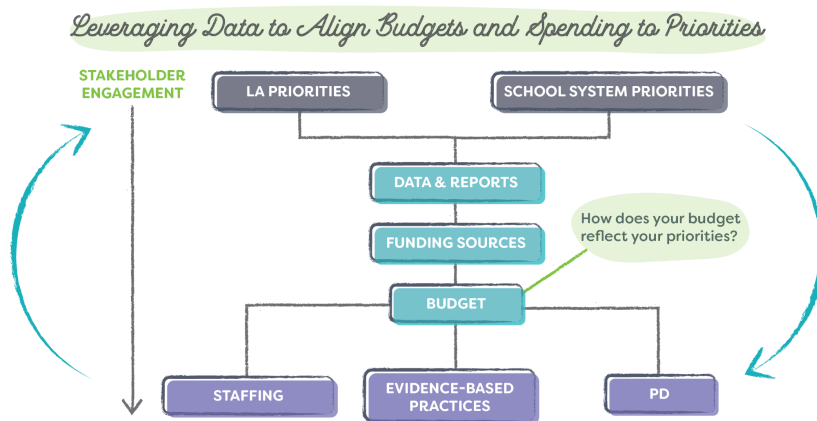 Leveraging Data to Align Budgets and Spending to Priorities
STAKEHOLDER
ENGAGEMENT
LA PRIORITIES
SCHOOL SYSTEM PRIORITIES
DATA & REPORTS
FUNDING SOURCES
How does your budget
reflect your priorities?
BUDGET
STAFFING
EVIDENCE-BASED
PRACTICES
PD